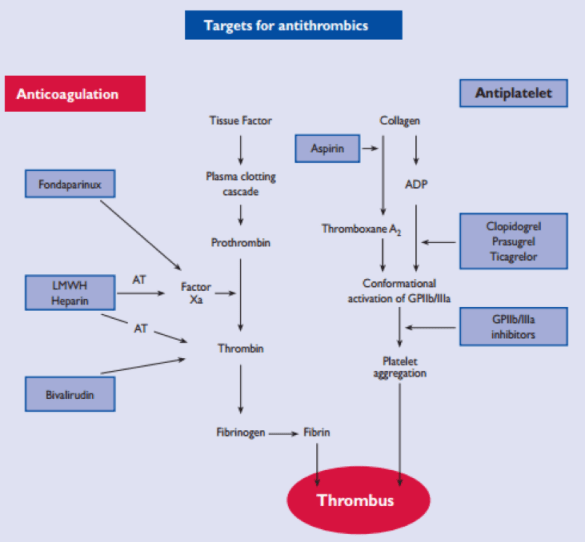 Targets for antithrombics
Anticoagulation
Antiplatelet
Tissue Factor
Collagen
Aspirin
Plasma clotting
cascade
ADP
Fondaparinux
Thromboxane A2
Clopidogrel
Prasugrel
Ticagrelor
Prothrombin
LMWH
Heparin
AT
Factor
Xa
Conformational
activation of GPIIb/IIIa
AT
GPIIb/IIIa
inhibitors
Thrombin
Platelet
aggregation
Bivalirudin
Fibrinogen
Fibrin
Thrombus